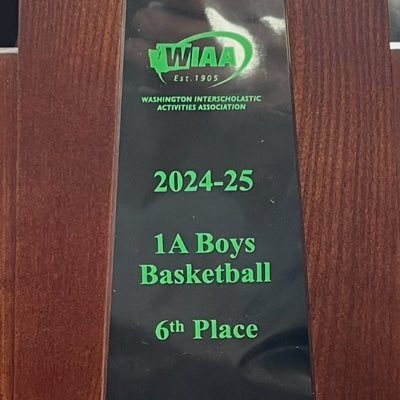 WIAA
Est. 1905
WASHINGTON INTERSCHOLASTIC
ACTIVITIES ASSOCIATION
2024-25
1A Boys
Basketball
6th Place